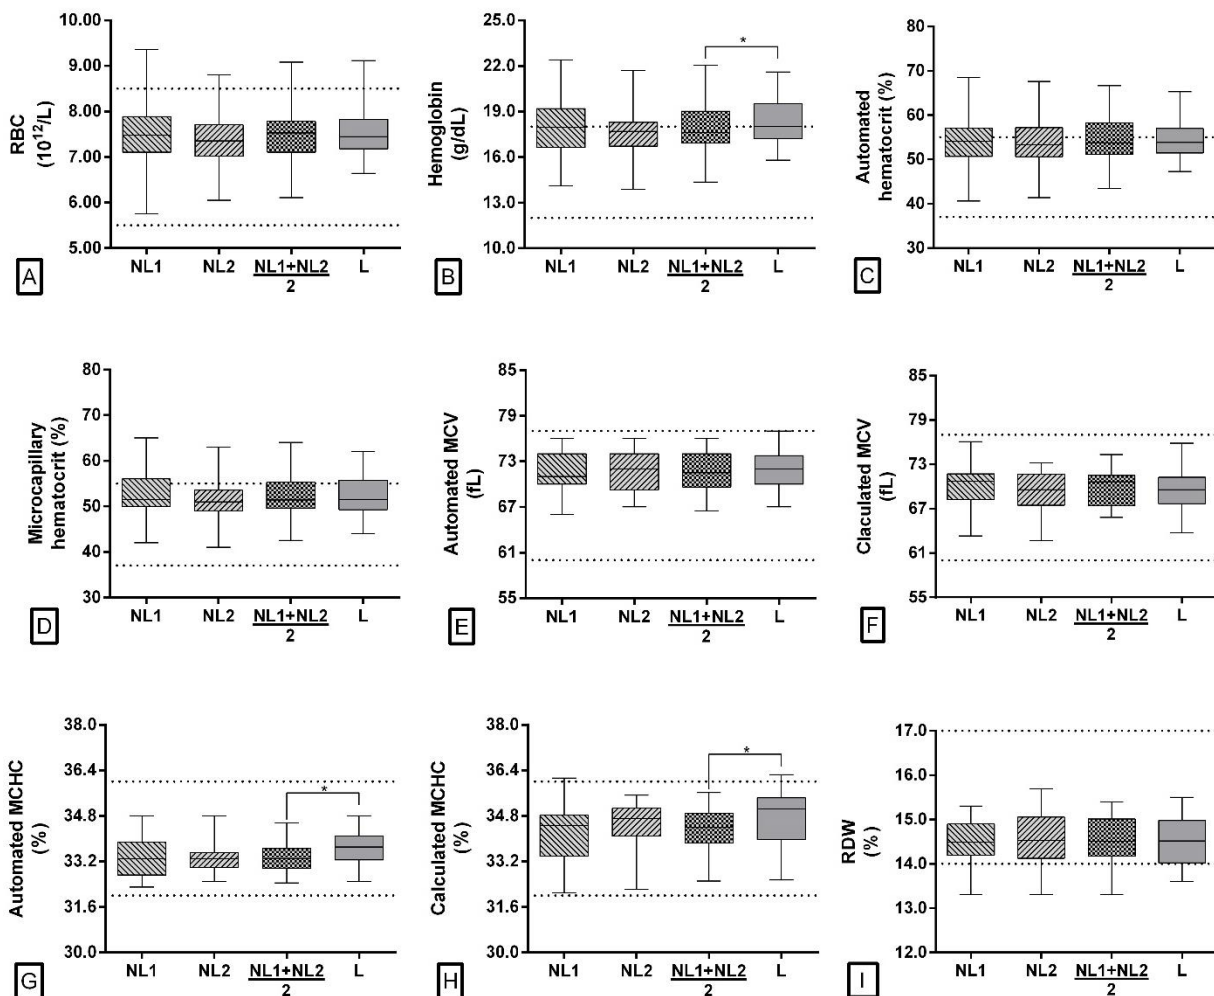 RBC
(10¹²/L)
10.00
9.00
8.00
7.00
6.00
5.00
NL1
NL2
NL1+NL2
2
L
A
Hemoglobin
(g/dL)
25.0
22.0
19.0
16.0
13.0
10.0
*
NL1
NL2
NL1+NL2
2
L
B
Automated
hematocrit (%)
80
70
60
50
40
30
NL1
NL2
NL1+NL2
2
L
C
Microcapillary
hematocrit (%)
80
70
60
50
40
30
NL1
NL2
NL1+NL2
2
L
D
Automated MCV
(fL)
85
79
73
67
61
55
NL1
NL2
NL1+NL2
2
L
E
Claculated MCV
(fL)
85
79
73
67
61
55
NL1
NL2
NL1+NL2
2
L
F
Automated MCHC
(%)
38.0
36.4
34.8
33.2
31.6
30.0
*
NL1
NL2
NL1+NL2
2
L
G
Calculated MCHC
(%)
38.0
36.4
34.8
33.2
31.6
30.0
*
NL1
NL2
NL1+NL2
2
L
H
RDW
(%)
17.0
16.0
15.0
14.0
13.0
12.0
NL1
NL2
NL1+NL2
2
L
I